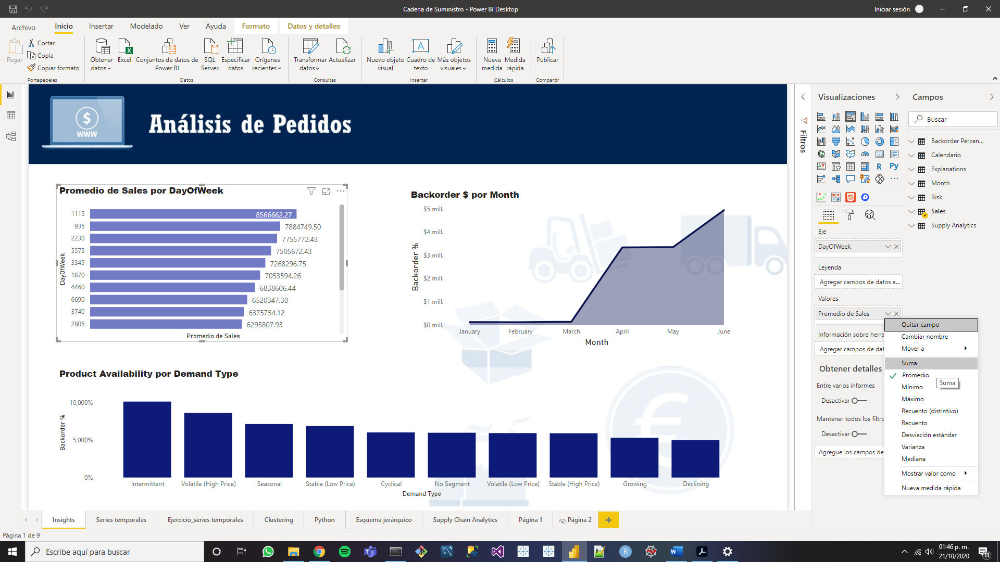 Cadena de Suministro - Power BI Desktop
Iniciar sesión
Archivo
Inicio
Insertar
Modelado
Ver
Ayuda
Formato
Datos y detalles
Pegar
Cortar
Copia
Copiar formato
Portapapeles
Obtener datos
Excel
Conjuntos de datos de Power BI
SQL Server
Especificar datos
Orígenes recientes
Datos
Transformar datos
Actualizar
Consultas
Nuevo objeto visual
Cuadro de texto
Más objetos visuales
Insertar
Nueva medida
Medida rápida
Cálculos
Publicar
Compartir
$
WWW
Análisis de Pedidos
Promedio de Sales por DayOfWeek
DayOfWeek
1115 8566662.27
935 7884749.50
2230 7755772.43
5575 7505672.43
3345 7268296.75
1870 7053594.26
4460 6838606.44
6690 6520347.30
3740 6375754.12
2805 6295807.93
Promedio de Sales
Backorder $ por Month
Backorder %
$5 mill.
$4 mill.
$3 mill.
$2 mill.
$1 mill.
$0 mill.
January February March April May June
Month
Product Availability por Demand Type
Backorder %
10,000%
5,000%
0%
Intermittent Volatile (High Price) Seasonal Stable (Low Price) Cyclical No Segment Volatile (Low Price) Stable (High Price) Growing Declining
Demand Type
€
Filtros
Visualizaciones
R
Py
Eje
DayOfWeek
Leyenda
Agregar campos de datos a...
Valores
Promedio de Sales
Información sobre herra
Agregar campos de dat
Obtener detalles
Entre varios informes
Desactivar
Mantener todos los filtro
Desactivar
Agregue los campos de
Quitar campo
Cambiar nombre
Mover a
Suma
Promedio
Suma
Mínimo
Máximo
Recuento (distintivo)
Recuento
Desviación estándar
Varianza
Mediana
Mostrar valor como
Nueva medida rápida
Campos
Buscar
Backorder Percen...
Calendario
Explanations
Month
Risk
Sales
Supply Analytics
Insights
Series temporales
Ejercicio_series temporales
Clustering
Python
Esquema jerárquico
Supply Chain Analytics
Página 1
Página 2
Página 1 de 9
Escribe aquí para buscar
01:46 p. m.
21/10/2020
11